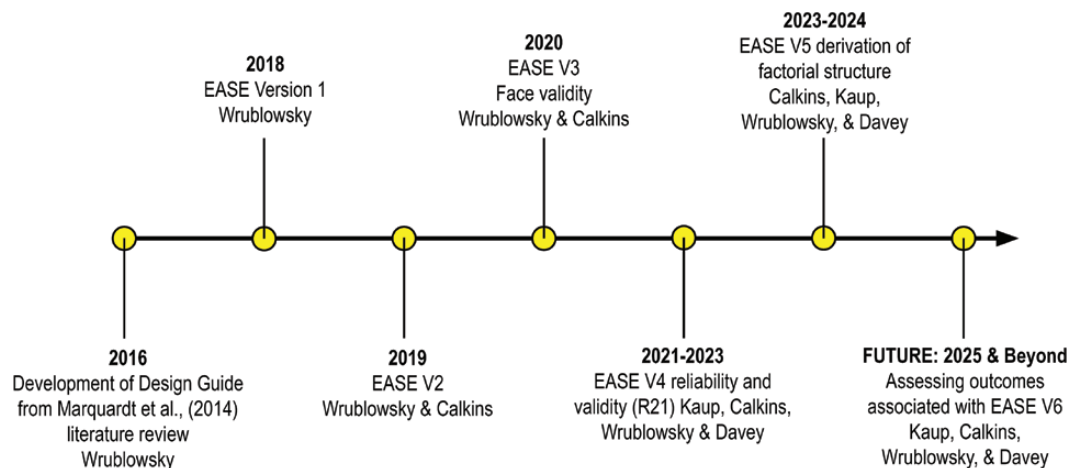 2016
Development of Design Guide
from Marquardt et al., (2014)
literature review
Wrublowsky
2018
EASE Version 1
Wrublowsky
2019
EASE V2
Wrublowsky & Calkins
2020
EASE V3
Face validity
Wrublowsky & Calkins
2021-2023
EASE V4 reliability and
validity (R21) Kaup, Calkins,
Wrublowsky & Davey
2023-2024
EASE V5 derivation of
factorial structure
Calkins, Kaup,
Wrublowsky, & Davey
FUTURE: 2025 & Beyond
Assessing outcomes
associated with EASE V6
Kaup, Calkins,
Wrublowsky, & Davey